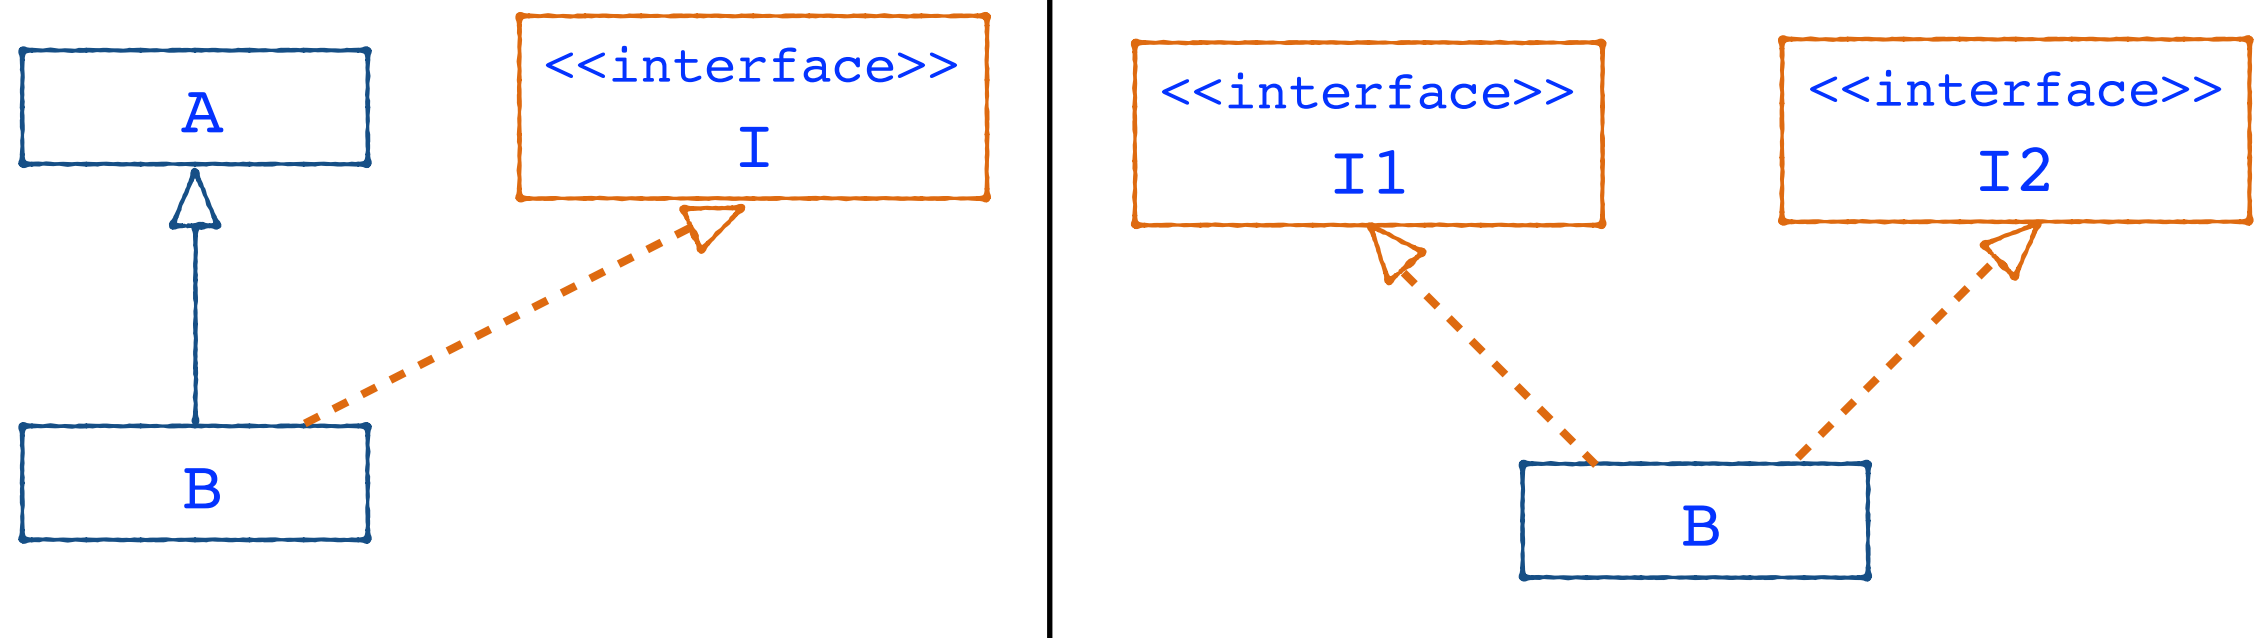 A
<<interface>>
I
B
<<interface>>
I1
<<interface>>
I2
B